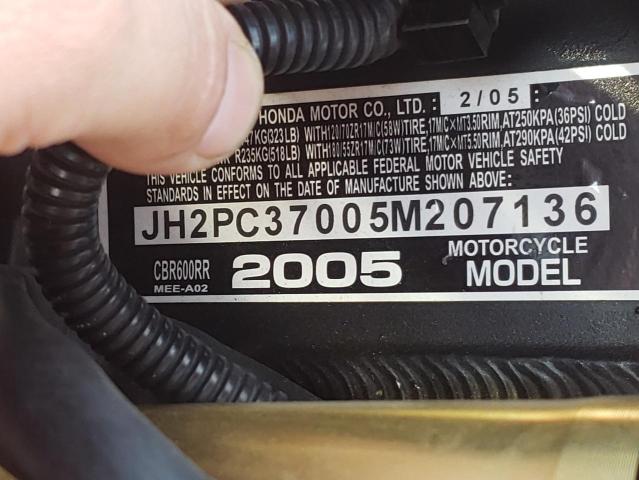 HONDA MOTOR CO., LTD. : 2/05 :
47KG(323LB) WITH120/70ZR17M/C(58W)TIRE,17M/C×MT3.50RIM,AT250KPA(36PSI) COLD
R235KG(518LB) WITH180/55ZR17M/C(73W)TIRE,17M/C×MT5.50RIM,AT290KPA(42PSI) COLD
THIS VEHICLE CONFORMS TO ALL APPLICABLE FEDERAL MOTOR VEHICLE SAFETY
STANDARDS IN EFFECT ON THE DATE OF MANUFACTURE SHOWN ABOVE:
JH2PC37005M207136
CBR600RR 2005 MOTORCYCLE
MEE-A02 MODEL